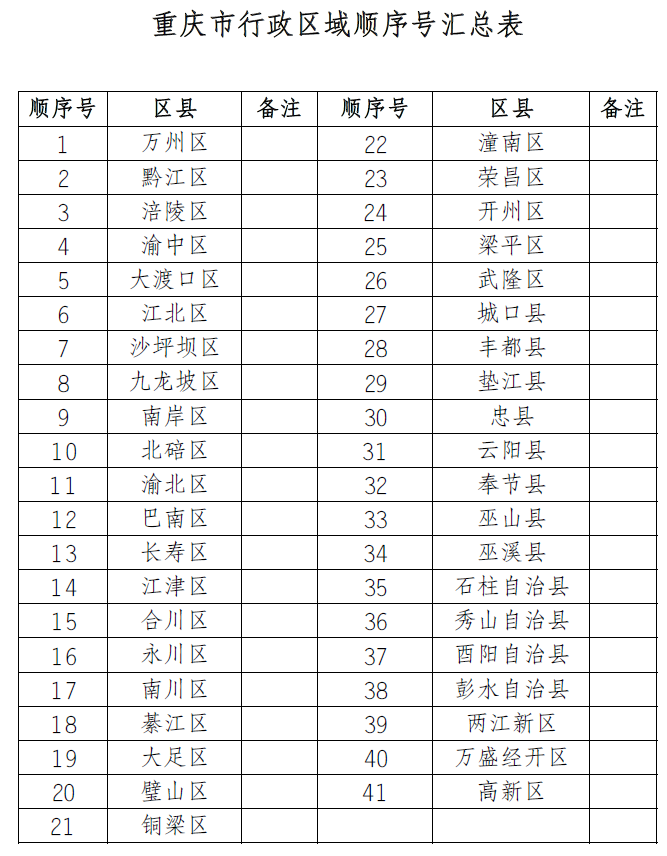 重庆市行政区域顺序号汇总表
顺序号 区县 备注 顺序号 区县 备注
1 万州区 22 潼南区
2 黔江区 23 荣昌区
3 涪陵区 24 开州区
4 渝中区 25 梁平区
5 大渡口区 26 武隆区
6 江北区 27 城口县
7 沙坪坝区 28 丰都县
8 九龙坡区 29 垫江县
9 南岸区 30 忠县
10 北碚区 31 云阳县
11 渝北区 32 奉节县
12 巴南区 33 巫山县
13 长寿区 34 巫溪县
14 江津区 35 石柱自治县
15 合川区 36 秀山自治县
16 永川区 37 酉阳自治县
17 南川区 38 彭水自治县
18 綦江区 39 两江新区
19 大足区 40 万盛经开区
20 璧山区 41 高新区
21 铜梁区